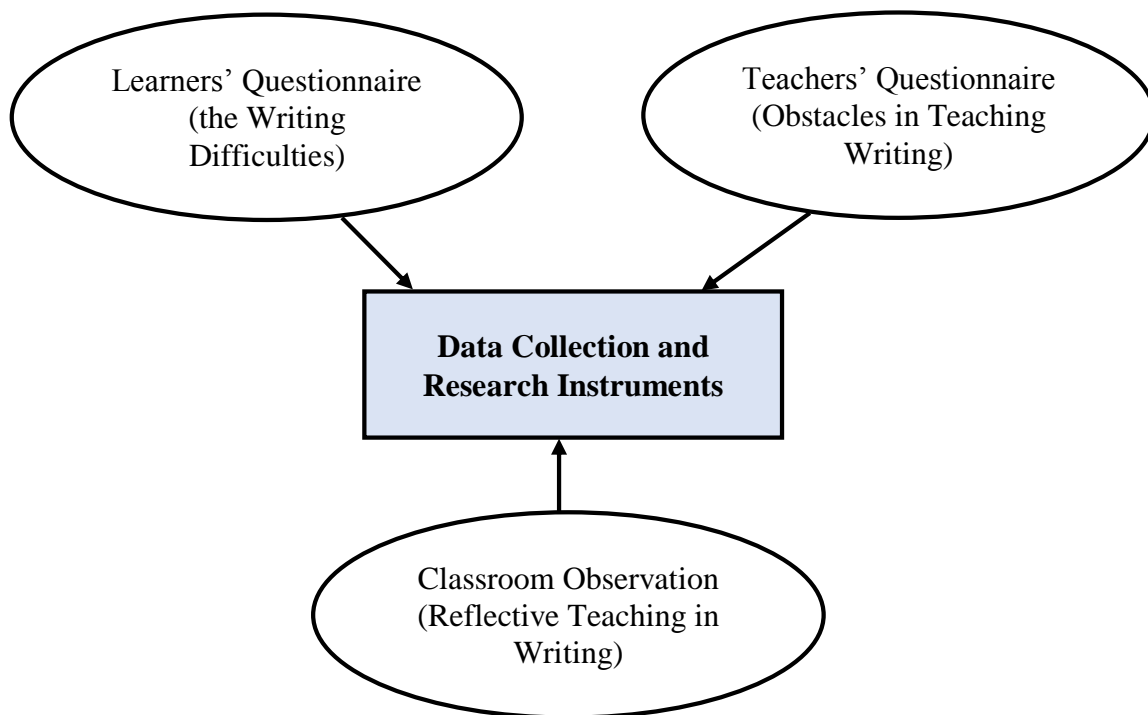 Learners’ Questionnaire
(the Writing
Difficulties)
Teachers’ Questionnaire
(Obstacles in Teaching
Writing)
Data Collection and
Research Instruments
Classroom Observation
(Reflective Teaching in
Writing)